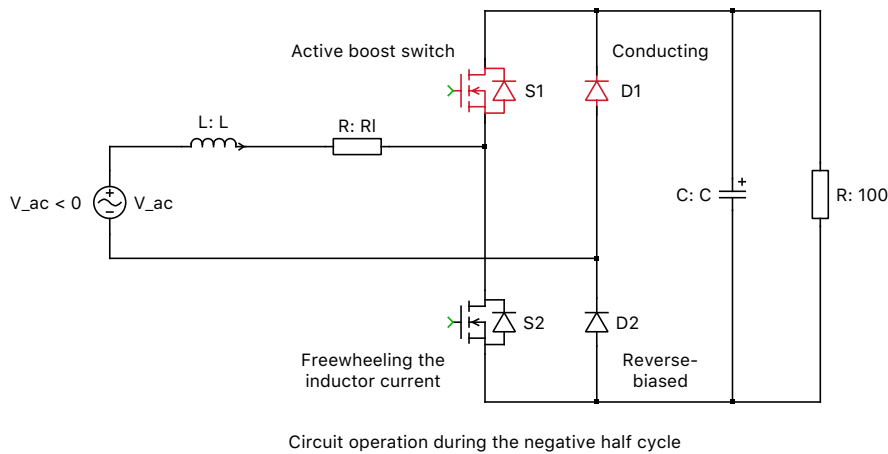 Active boost switch
Conducting
S1
D1
L: L
R: Rl
V_ac < 0
V_ac
C: C
R: 100
S2
D2
Freewheeling the
inductor current
Reverse-
biased
Circuit operation during the negative half cycle